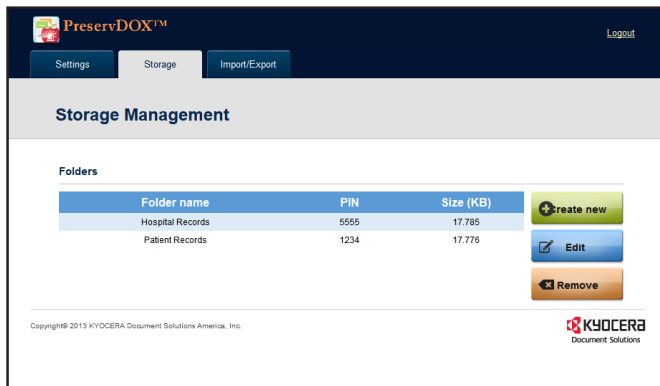 PreservDOX™
Logout
Settings Storage Import/Export
Storage Management
Folders
Folder name PIN Size (KB)
Hospital Records 5555 17.785
Patient Records 1234 17.776
Create new
Edit
Remove
Copyright© 2013 KYOCERA Document Solutions America, Inc.
KYOCERA
Document Solutions